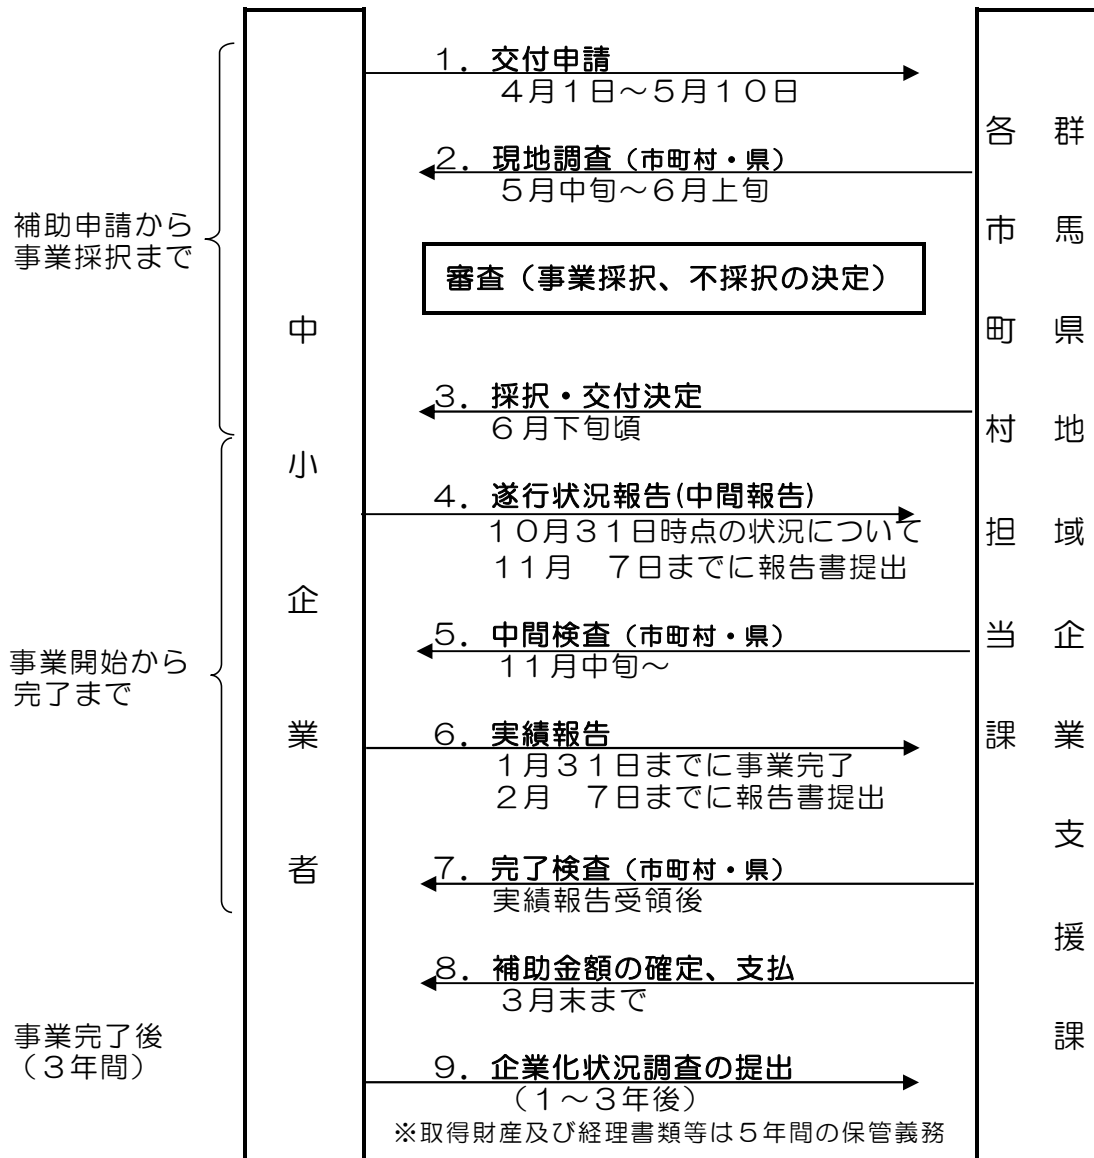 補助申請から
事業採択まで
事業開始から
完了まで
事業完了後
（３年間）
中小企業者
１．交付申請
４月１日～５月１０日
２．現地調査（市町村・県）
５月中旬～６月上旬
審査（事業採択、不採択の決定）
３．採択・交付決定
６月下旬頃
４．遂行状況報告(中間報告)
１０月３１日時点の状況について
１１月　７日までに報告書提出
５．中間検査（市町村・県）
１１月中旬～
６．実績報告
１月３１日までに事業完了
２月　７日までに報告書提出
７．完了検査（市町村・県）
実績報告受領後
８．補助金額の確定、支払
３月末まで
９．企業化状況調査の提出
（１～３年後）
※取得財産及び経理書類等は５年間の保管義務
群馬県地域企業支援課
各市町村担当課